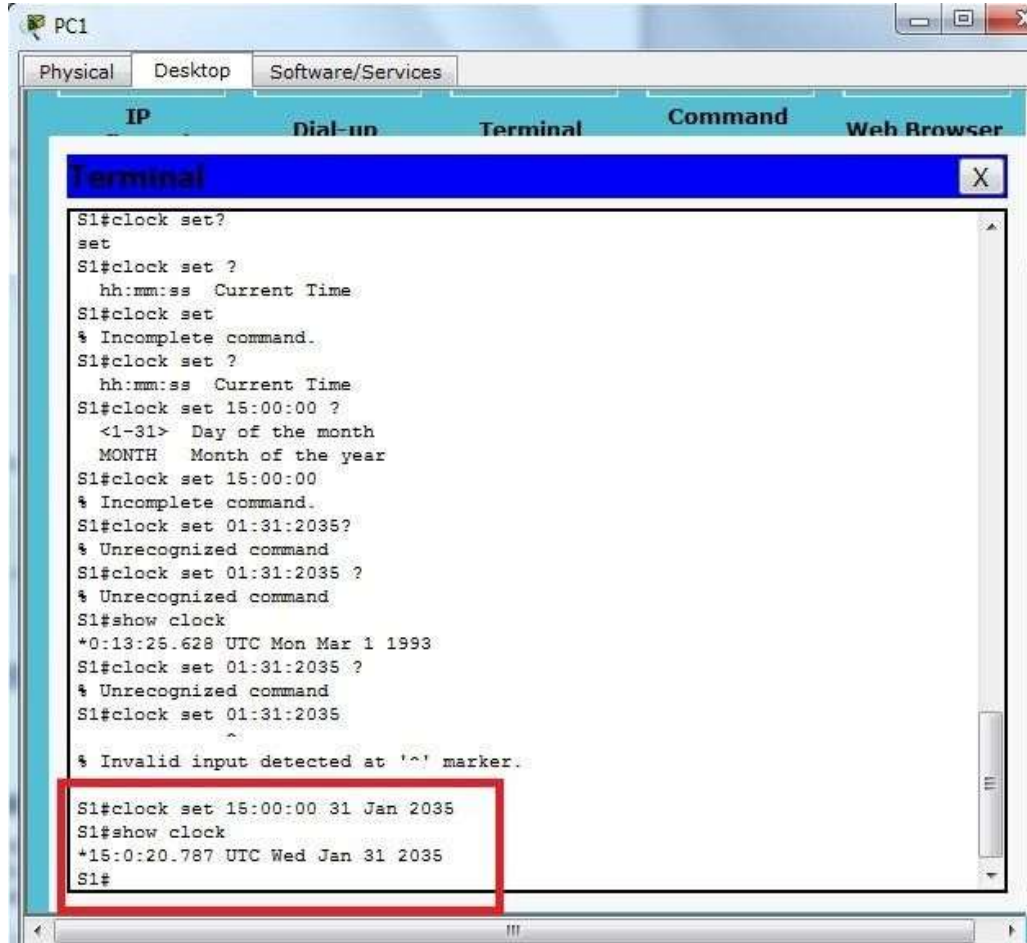 PC1
Physical Desktop Software/Services
IP Dial-up Terminal Command Web Browser
Terminal X
S1#clock set?
set
S1#clock set ?
hh:mm:ss Current Time
S1#clock set
% Incomplete command.
S1#clock set ?
hh:mm:ss Current Time
S1#clock set 15:00:00 ?
<1-31> Day of the month
MONTH Month of the year
S1#clock set 15:00:00
% Incomplete command.
S1#clock set 01:31:2035?
% Unrecognized command
S1#clock set 01:31:2035 ?
% Unrecognized command
S1#show clock
*0:13:25.628 UTC Mon Mar 1 1993
S1#clock set 01:31:2035 ?
% Unrecognized command
S1#clock set 01:31:2035
^
% Invalid input detected at '^' marker.
S1#clock set 15:00:00 31 Jan 2035
S1#show clock
*15:0:20.787 UTC Wed Jan 31 2035
S1#